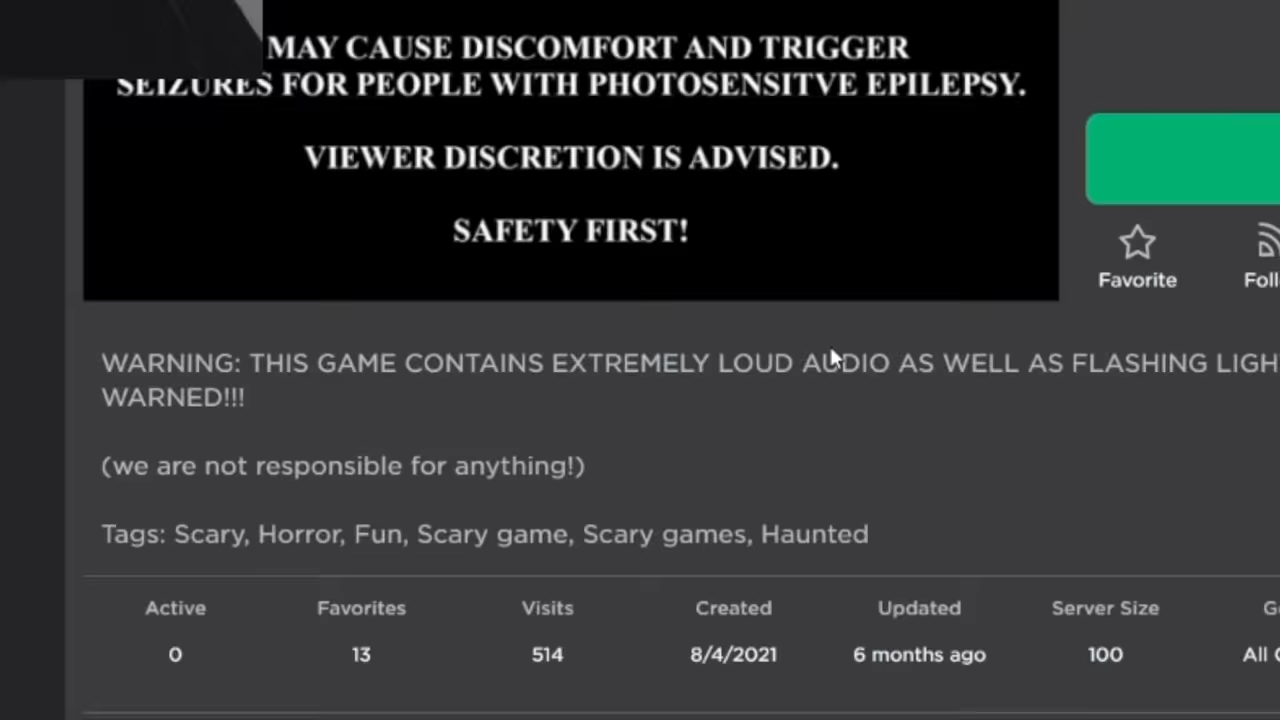 MAY CAUSE DISCOMFORT AND TRIGGER
SEIZURES FOR PEOPLE WITH PHOTOSENSITVE EPILEPSY.
VIEWER DISCRETION IS ADVISED.
SAFETY FIRST!
Favorite
WARNING: THIS GAME CONTAINS EXTREMELY LOUD AUDIO AS WELL AS FLASHING
WARNED!!!
(we are not responsible for anything!)
Tags: Scary, Horror, Fun, Scary game, Scary games, Haunted
Active Favorites Visits Created Updated Server Size
0 13 514 8/4/2021 6 months ago 100 All